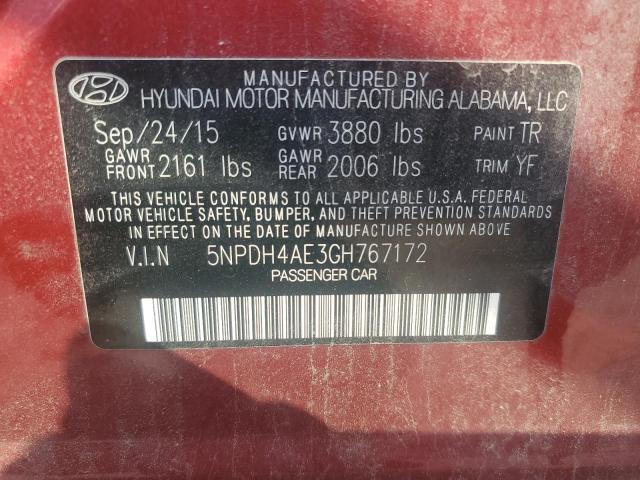 MANUFACTURED BY
HYUNDAI MOTOR MANUFACTURING ALABAMA, LLC
Sep/24/15 GVWR 3880 lbs PAINT TR
GAWR FRONT 2161 lbs GAWR REAR 2006 lbs TRIM YF
THIS VEHICLE CONFORMS TO ALL APPLICABLE U.S.A. FEDERAL
MOTOR VEHICLE SAFETY, BUMPER, AND THEFT PREVENTION STANDARDS
IN EFFECT ON THE DATE OF MANUFACTURE SHOWN ABOVE
V.I.N 5NPDH4AE3GH767172
PASSENGER CAR